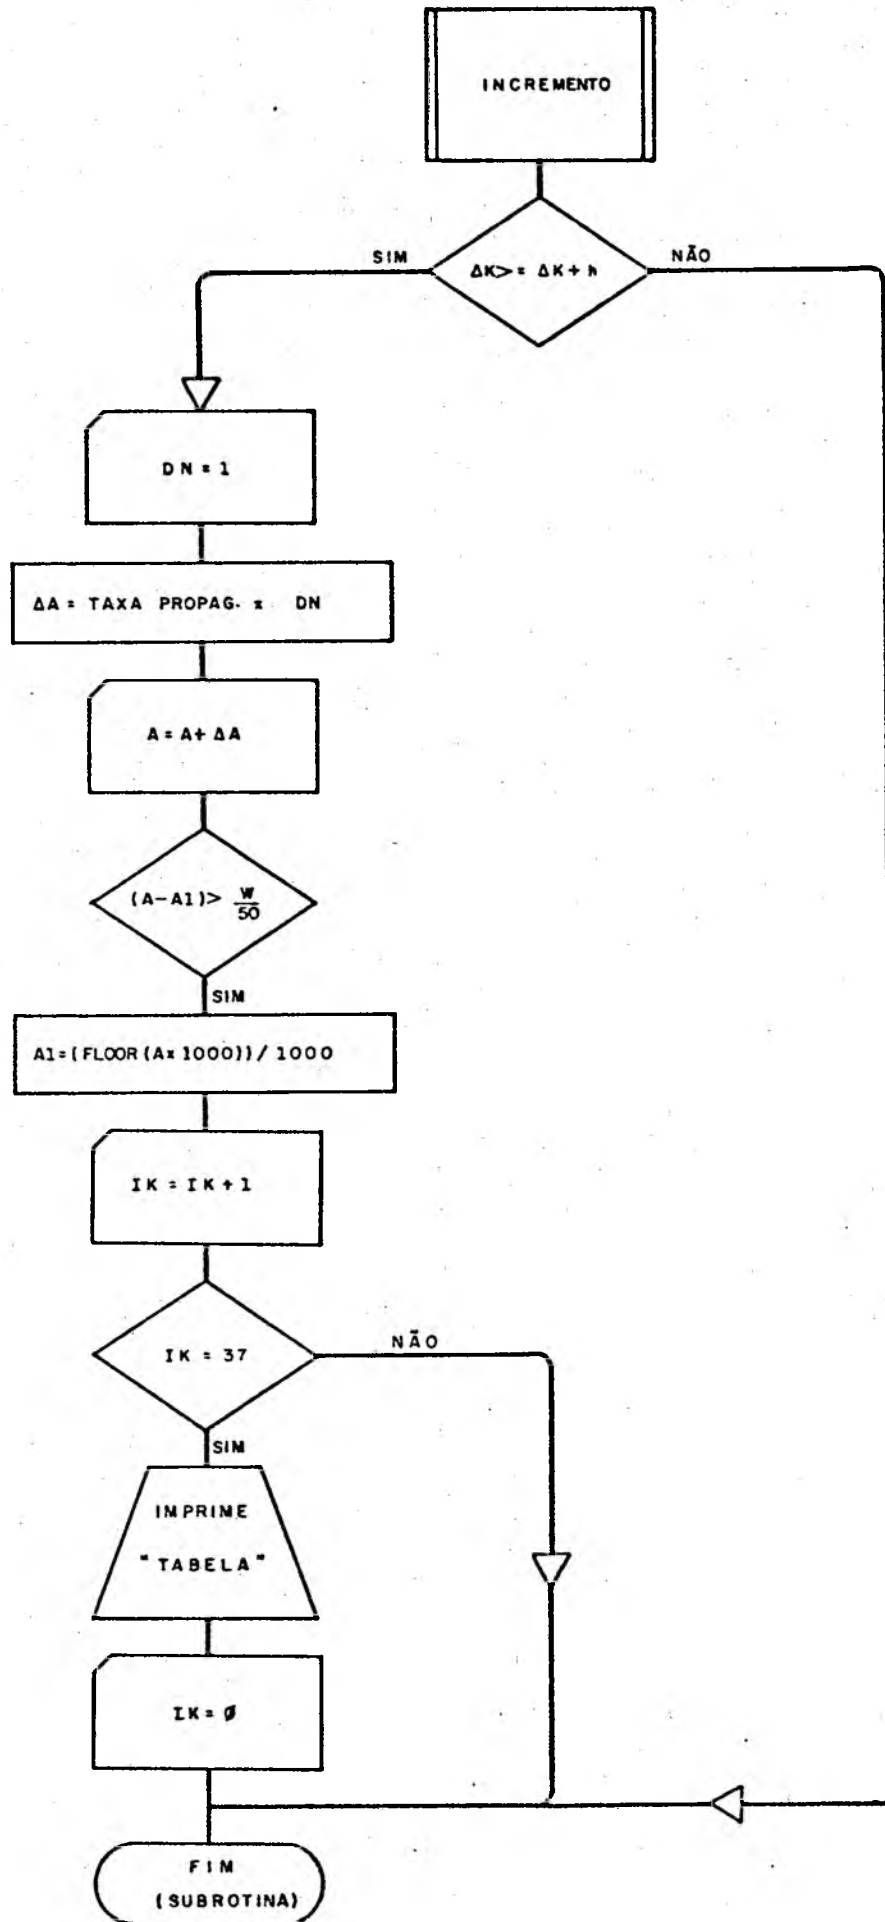 INCREMENTO
SIM
ΔK>= ΔK+h
NÃO
DN = 1
ΔA = TAXA PROPAG. x DN
A = A + ΔA
(A-A1)> W/50
SIM
A1=(FLOOR(Ax1000))/1000
IK = IK+1
IK = 37
NÃO
SIM
IMPRIME
"TABELA"
IK = Ø
FIM
(SUBROTINA)